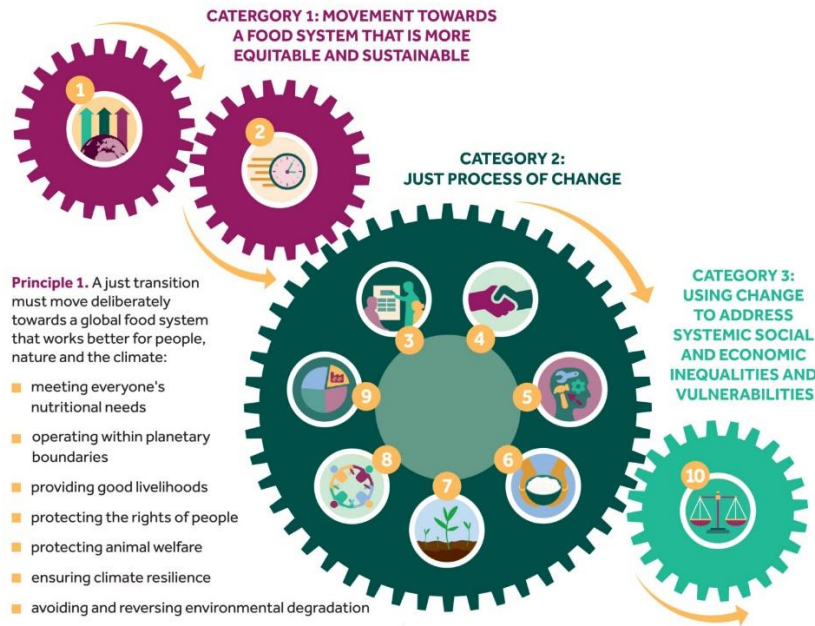 CATERGORY 1: MOVEMENT TOWARDS
A FOOD SYSTEM THAT IS MORE
EQUITABLE AND SUSTAINABLE
1
2
CATEGORY 2:
JUST PROCESS OF CHANGE
Principle 1. A just transition
must move deliberately
towards a global food system
that works better for people,
nature and the climate:
meeting everyone's
nutritional needs
operating within planetary
boundaries
providing good livelihoods
protecting the rights of people
protecting animal welfare
ensuring climate resilience
avoiding and reversing environmental degradation
3
4
5
6
7
8
9
CATEGORY 3:
USING CHANGE
TO ADDRESS
SYSTEMIC SOCIAL
AND ECONOMIC
INEQUALITIES AND
VULNERABILITIES
10